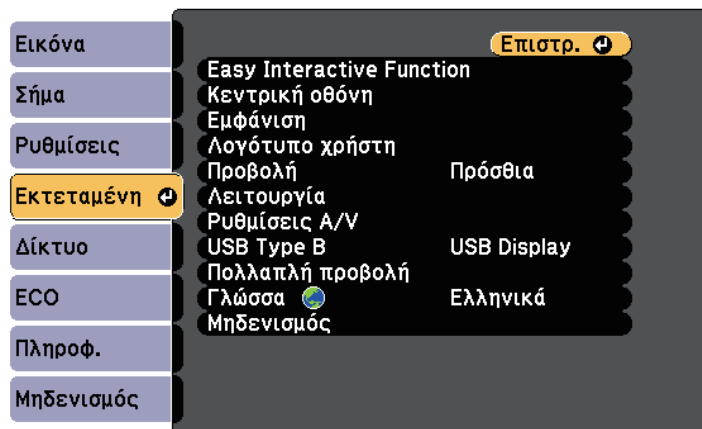 Εικόνα
Σήμα
Ρυθμίσεις
Εκτεταμένη
Δίκτυο
ECO
Πληροφ.
Μηδενισμός
Επιστρ.
Easy Interactive Function
Κεντρική οθόνη
Εμφάνιση
Λογότυπο χρήστη
Προβολή Πρόσθια
Λειτουργία
Ρυθμίσεις A/V
USB Type B USB Display
Πολλαπλή προβολή
Γλώσσα Ελληνικά
Μηδενισμός